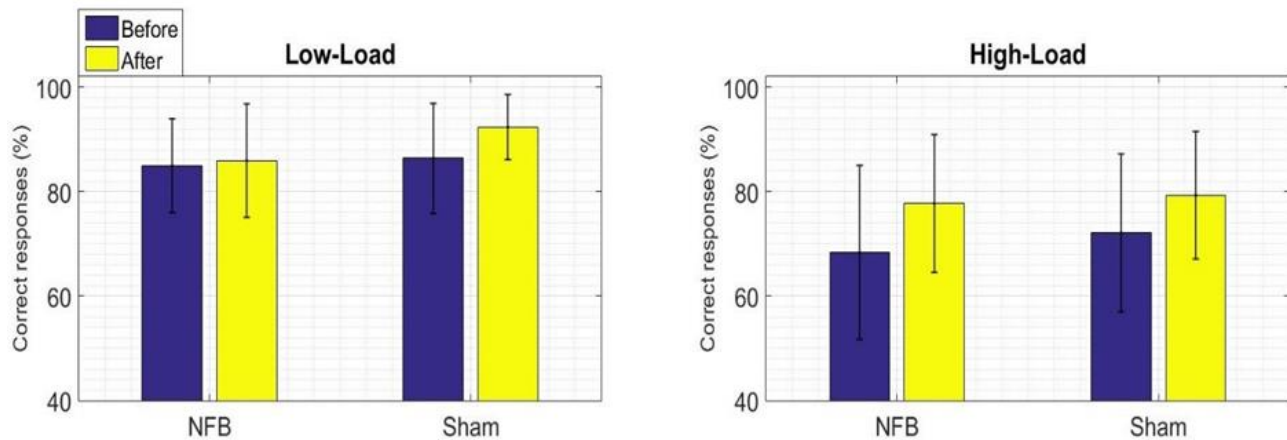 Before
After
Low-Load
Correct responses (%)
100
80
60
40
NFB
Sham
High-Load
Correct responses (%)
100
80
60
40
NFB
Sham